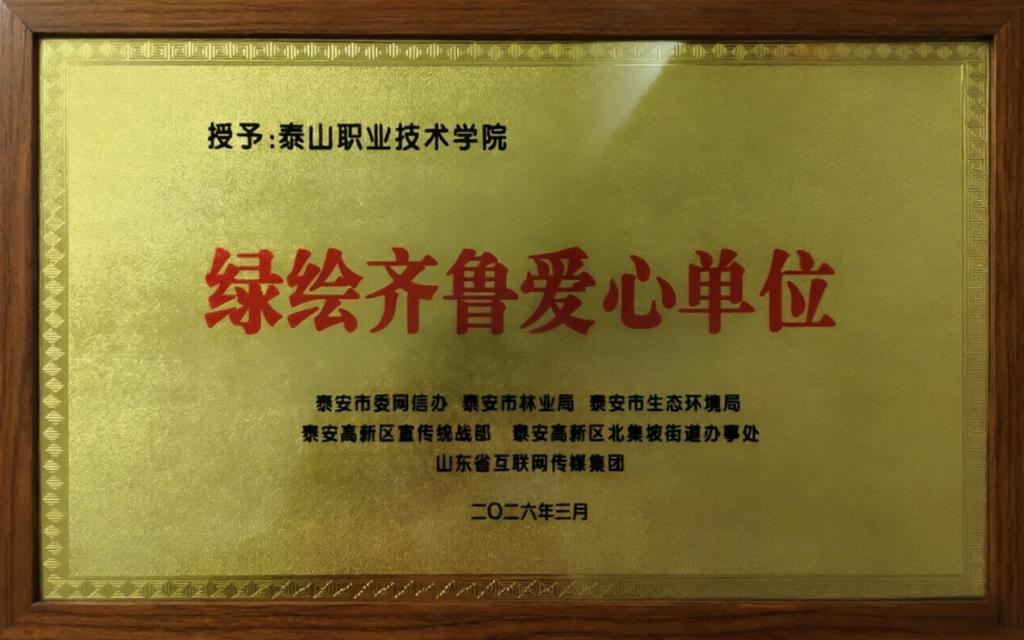 授予:泰山职业技术学院
绿绘齐鲁爱心单位
泰安市委网信办 泰安市林业局 泰安市生态环境局
泰安高新区宣传统战部 泰安高新区北集坡街道办事处
山东省互联网传媒集团
二〇二六年三月